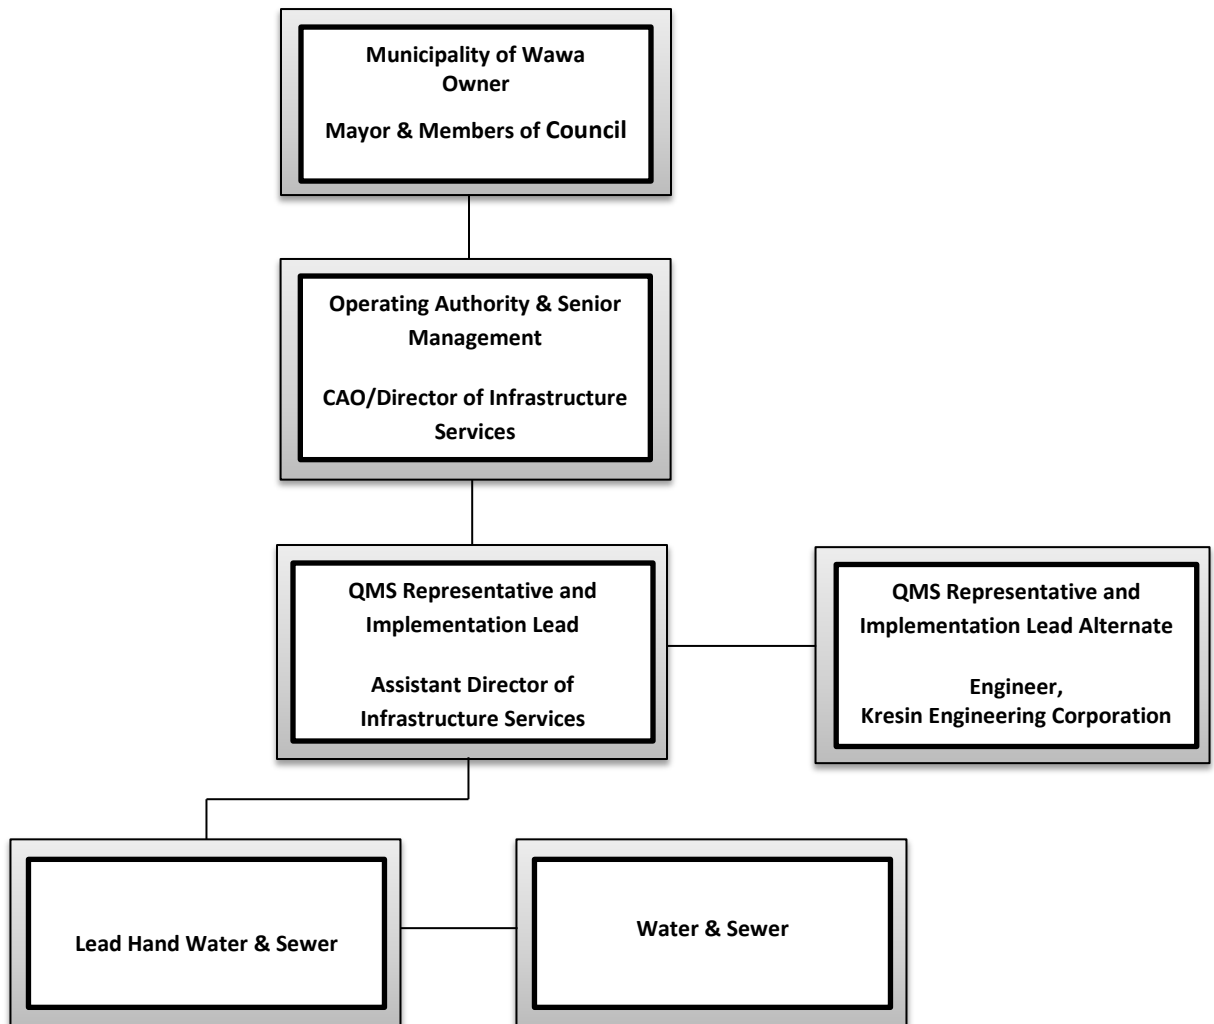 Municipality of Wawa
Owner
Mayor & Members of Council
Operating Authority & Senior
Management
CAO/Director of Infrastructure
Services
QMS Representative and
Implementation Lead
Assistant Director of
Infrastructure Services
QMS Representative and
Implementation Lead Alternate
Engineer,
Kresin Engineering Corporation
Lead Hand Water & Sewer
Water & Sewer